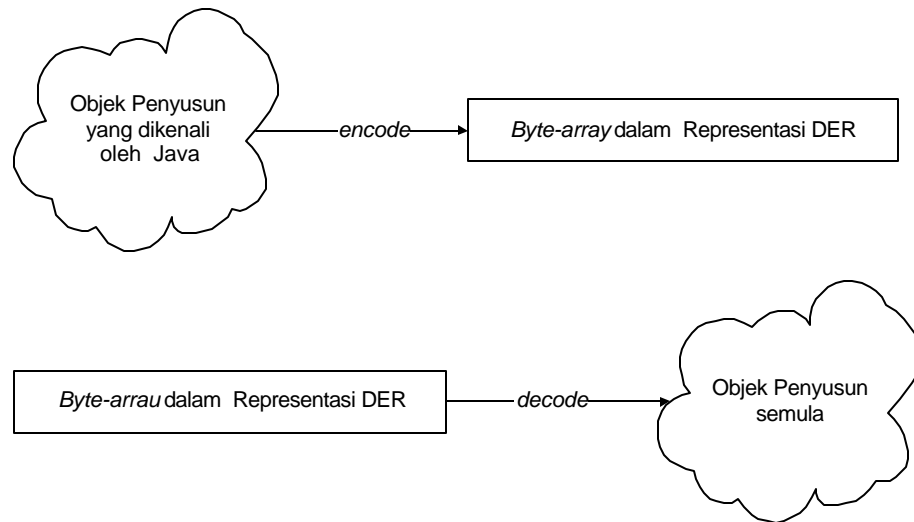 Objek Penyusun
yang dikenali
oleh Java
encode
Byte-array dalam Representasi DER
Byte-arrau dalam Representasi DER
decode
Objek Penyusun
semula